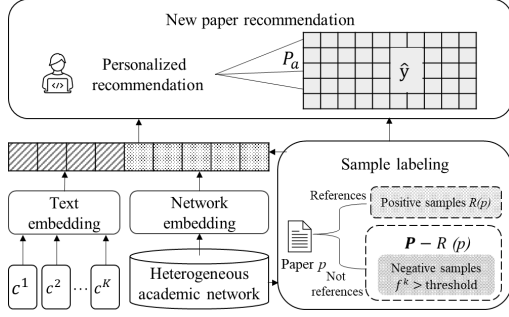 New paper recommendation
Personalized
recommendation
P_a
ŷ
Text
embedding
Network
embedding
c^1
c^2
...
c^K
Heterogeneous
academic network
Sample labeling
References
Positive samples R(p)
Paper p
P − R (p)
Not
references
Negative samples
f^k > threshold